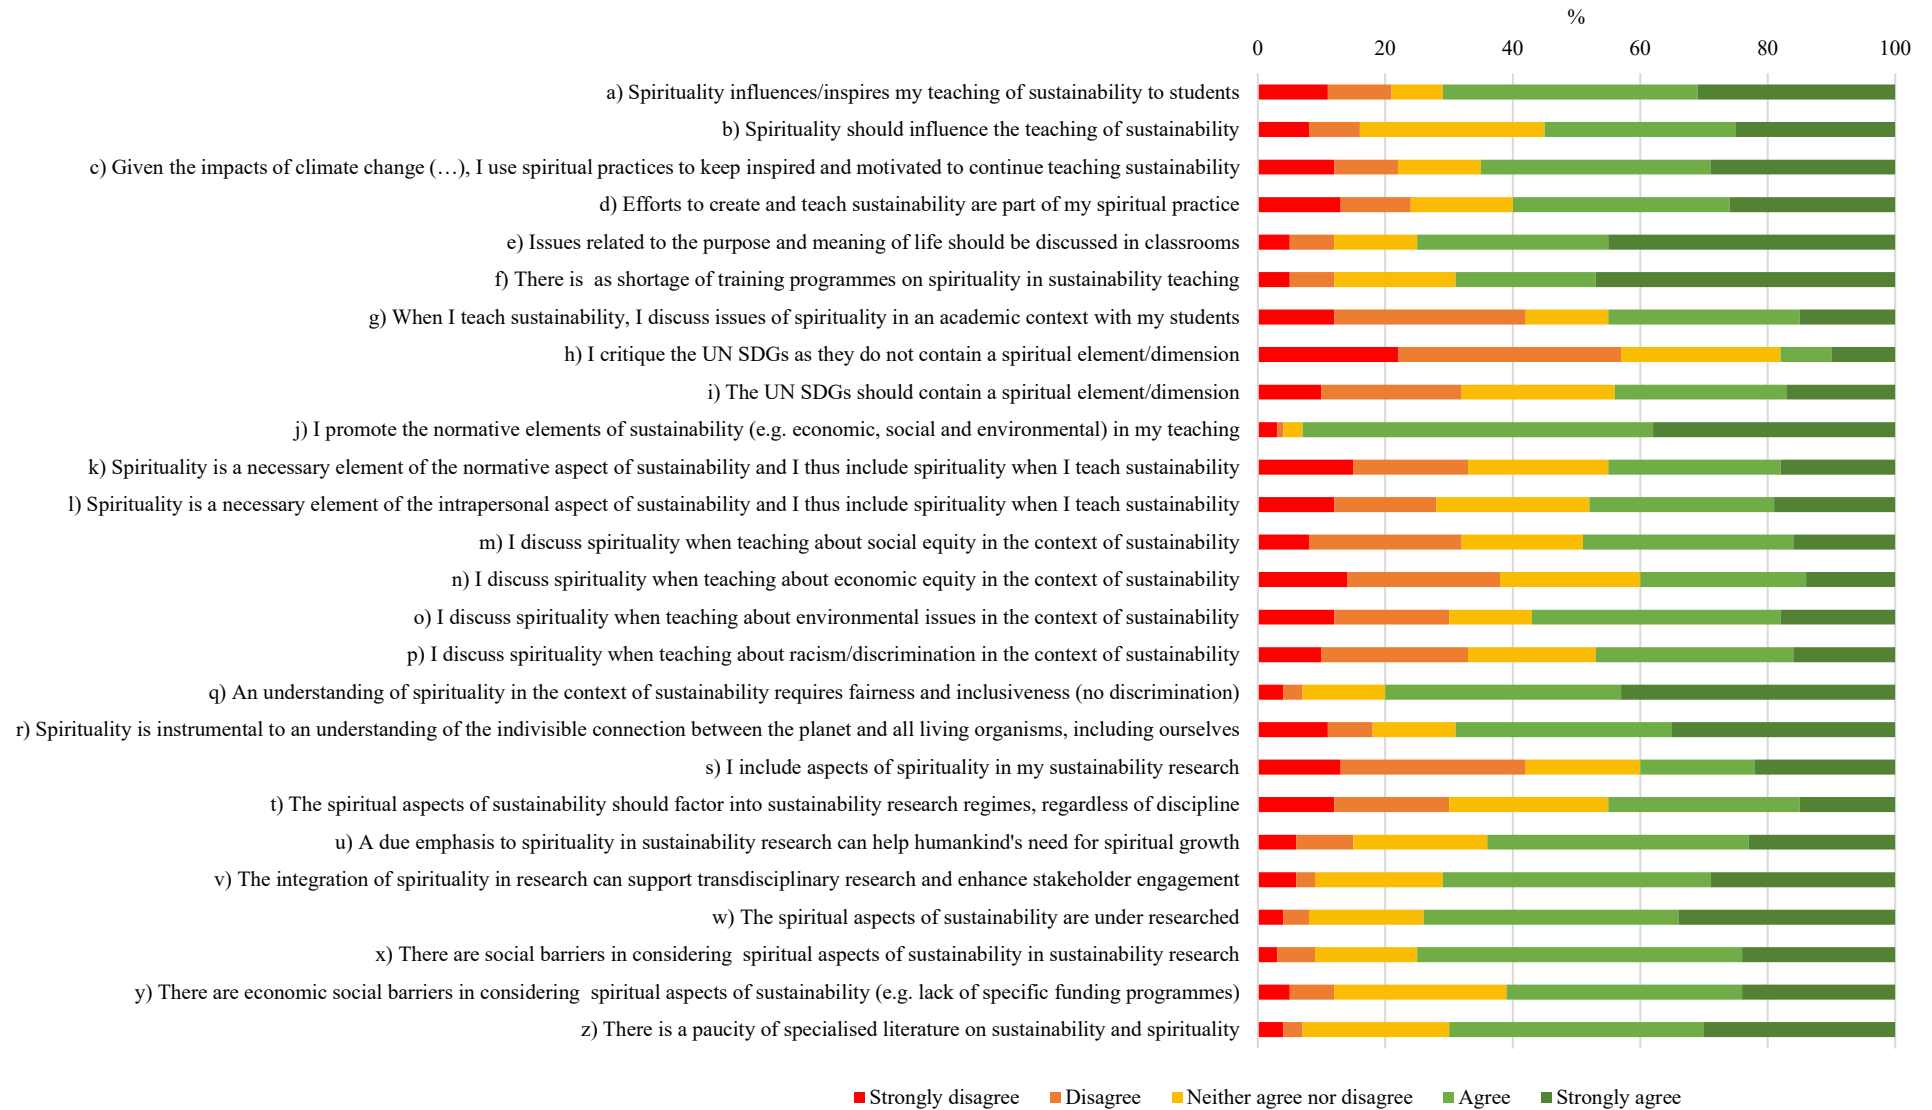 %
0 20 40 60 80 100
a) Spirituality influences/inspires my teaching of sustainability to students
b) Spirituality should influence the teaching of sustainability
c) Given the impacts of climate change (…), I use spiritual practices to keep inspired and motivated to continue teaching sustainability
d) Efforts to create and teach sustainability are part of my spiritual practice
e) Issues related to the purpose and meaning of life should be discussed in classrooms
f) There is  as shortage of training programmes on spirituality in sustainability teaching
g) When I teach sustainability, I discuss issues of spirituality in an academic context with my students
h) I critique the UN SDGs as they do not contain a spiritual element/dimension
i) The UN SDGs should contain a spiritual element/dimension
j) I promote the normative elements of sustainability (e.g. economic, social and environmental) in my teaching
k) Spirituality is a necessary element of the normative aspect of sustainability and I thus include spirituality when I teach sustainability
l) Spirituality is a necessary element of the intrapersonal aspect of sustainability and I thus include spirituality when I teach sustainability
m) I discuss spirituality when teaching about social equity in the context of sustainability
n) I discuss spirituality when teaching about economic equity in the context of sustainability
o) I discuss spirituality when teaching about environmental issues in the context of sustainability
p) I discuss spirituality when teaching about racism/discrimination in the context of sustainability
q) An understanding of spirituality in the context of sustainability requires fairness and inclusiveness (no discrimination)
r) Spirituality is instrumental to an understanding of the indivisible connection between the planet and all living organisms, including ourselves
s) I include aspects of spirituality in my sustainability research
t) The spiritual aspects of sustainability should factor into sustainability research regimes, regardless of discipline
u) A due emphasis to spirituality in sustainability research can help humankind's need for spiritual growth
v) The integration of spirituality in research can support transdisciplinary research and enhance stakeholder engagement
w) The spiritual aspects of sustainability are under researched
x) There are social barriers in considering  spiritual aspects of sustainability in sustainability research
y) There are economic social barriers in considering  spiritual aspects of sustainability (e.g. lack of specific funding programmes)
z) There is a paucity of specialised literature on sustainability and spirituality
Strongly disagree Disagree Neither agree nor disagree Agree Strongly agree